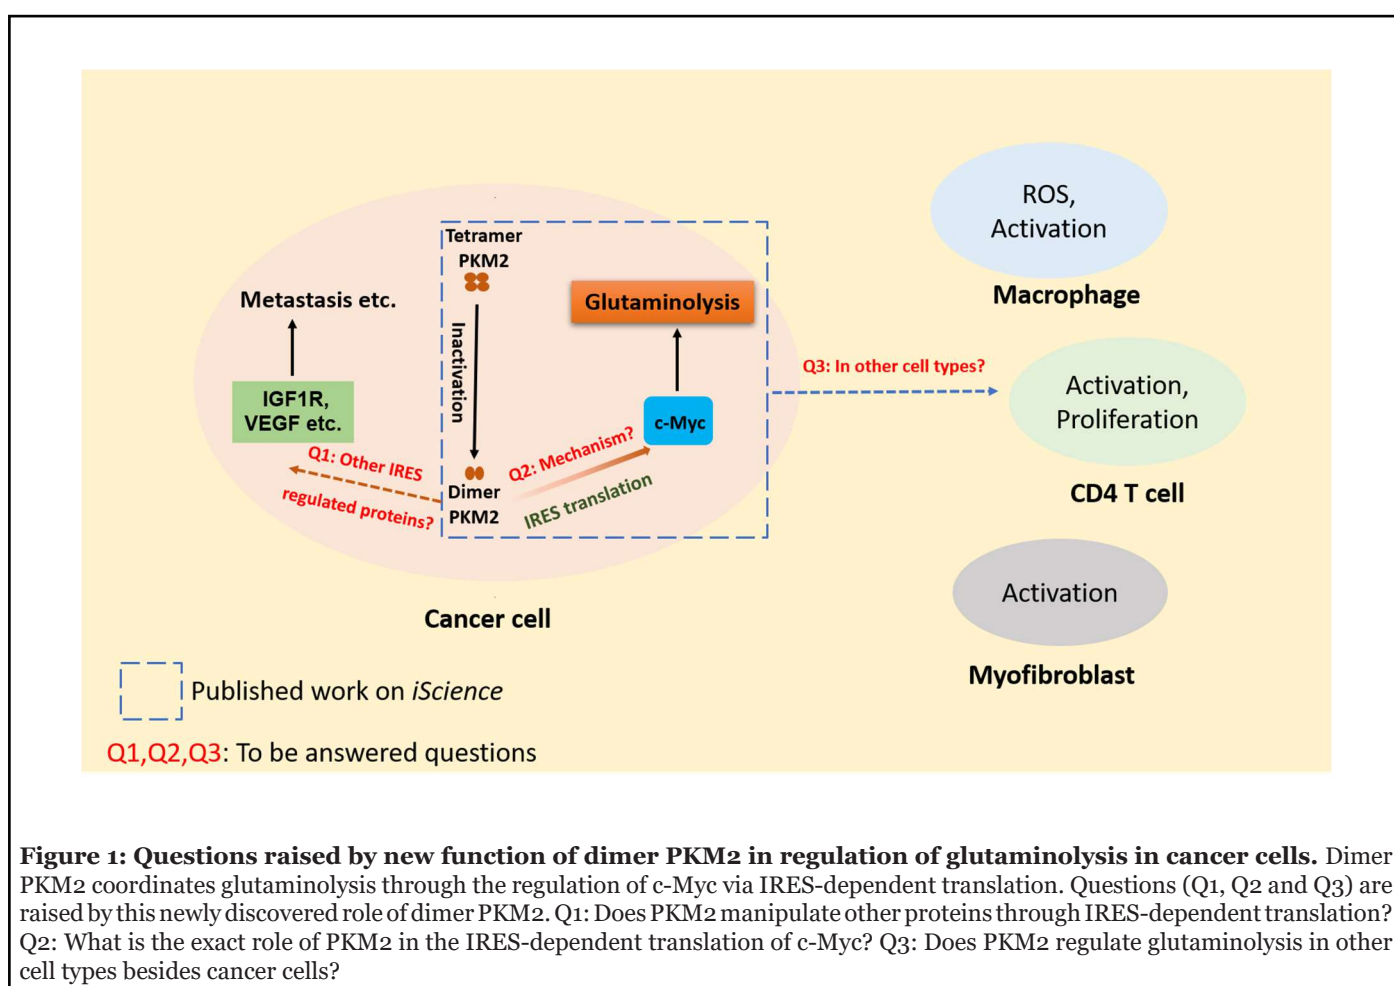 Tetramer
PKM2
Inactivation
Dimer
PKM2
Metastasis etc.
IGF1R,
VEGF etc.
Q1: Other IRES
regulated proteins?
Glutaminolysis
c-Myc
Q2: Mechanism?
IRES translation
Cancer cell
Q3: In other cell types?
ROS,
Activation
Macrophage
Activation,
Proliferation
CD4 T cell
Activation
Myofibroblast
Published work on iScience
Q1,Q2,Q3: To be answered questions
Figure 1: Questions raised by new function of dimer PKM2 in regulation of glutaminolysis in cancer cells. Dimer
PKM2 coordinates glutaminolysis through the regulation of c-Myc via IRES-dependent translation. Questions (Q1, Q2 and Q3) are
raised by this newly discovered role of dimer PKM2. Q1: Does PKM2 manipulate other proteins through IRES-dependent translation?
Q2: What is the exact role of PKM2 in the IRES-dependent translation of c-Myc? Q3: Does PKM2 regulate glutaminolysis in other
cell types besides cancer cells?